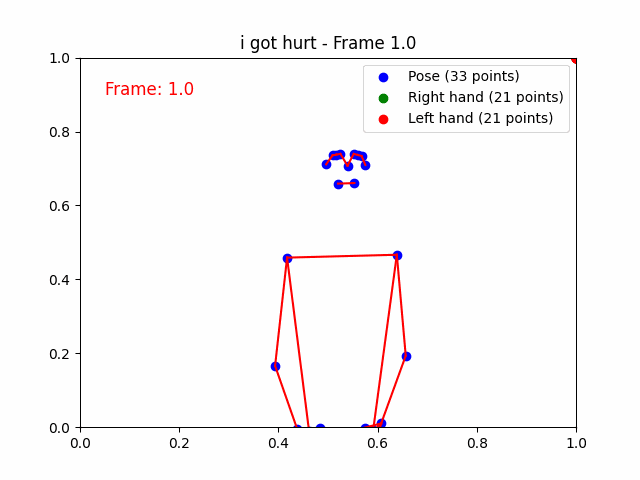 i got hurt - Frame 1.0
Frame: 1.0
Pose (33 points)
Right hand (21 points)
Left hand (21 points)
1.0
0.8
0.6
0.4
0.2
0.0
0.0 0.2 0.4 0.6 0.8 1.0